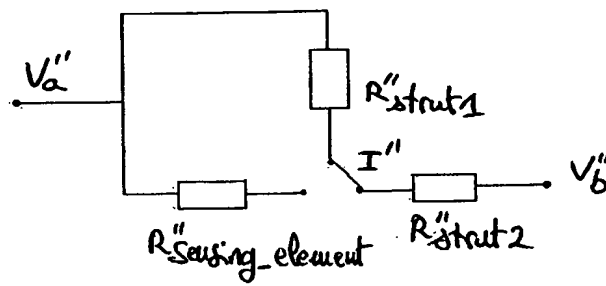 Va"
R"strut1
I"
Vb"
R"sensing_element
R"strut2